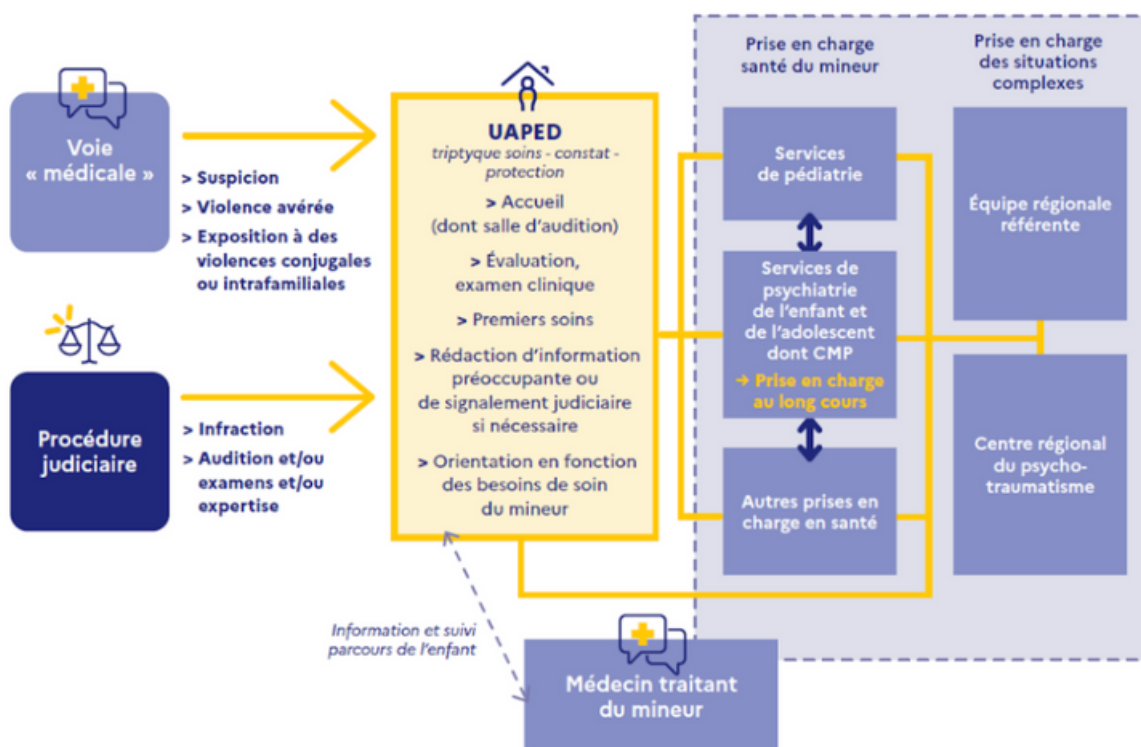 Voie
« médicale »
> Suspicion
> Violence avérée
> Exposition à des
violences conjugales
ou intrafamiliales
Procédure
judiciaire
> Infraction
> Audition et/ou
examens et/ou
expertise
UAPED
triptyque soins - constat -
protection
> Accueil
(dont salle d'audition)
> Évaluation,
examen clinique
> Premiers soins
> Rédaction d'information
préoccupante ou
de signalement judiciaire
si nécessaire
> Orientation en fonction
des besoins de soin
du mineur
Information et suivi
parcours de l'enfant
Médecin traitant
du mineur
Prise en charge
santé du mineur
Services
de pédiatrie
Services de
psychiatrie
de l'enfant et
de l'adolescent
dont CMP
→ Prise en charge
au long cours
Autres prises en
charge en santé
Prise en charge
des situations
complexes
Équipe régionale
référente
Centre régional
du psycho-
traumatisme